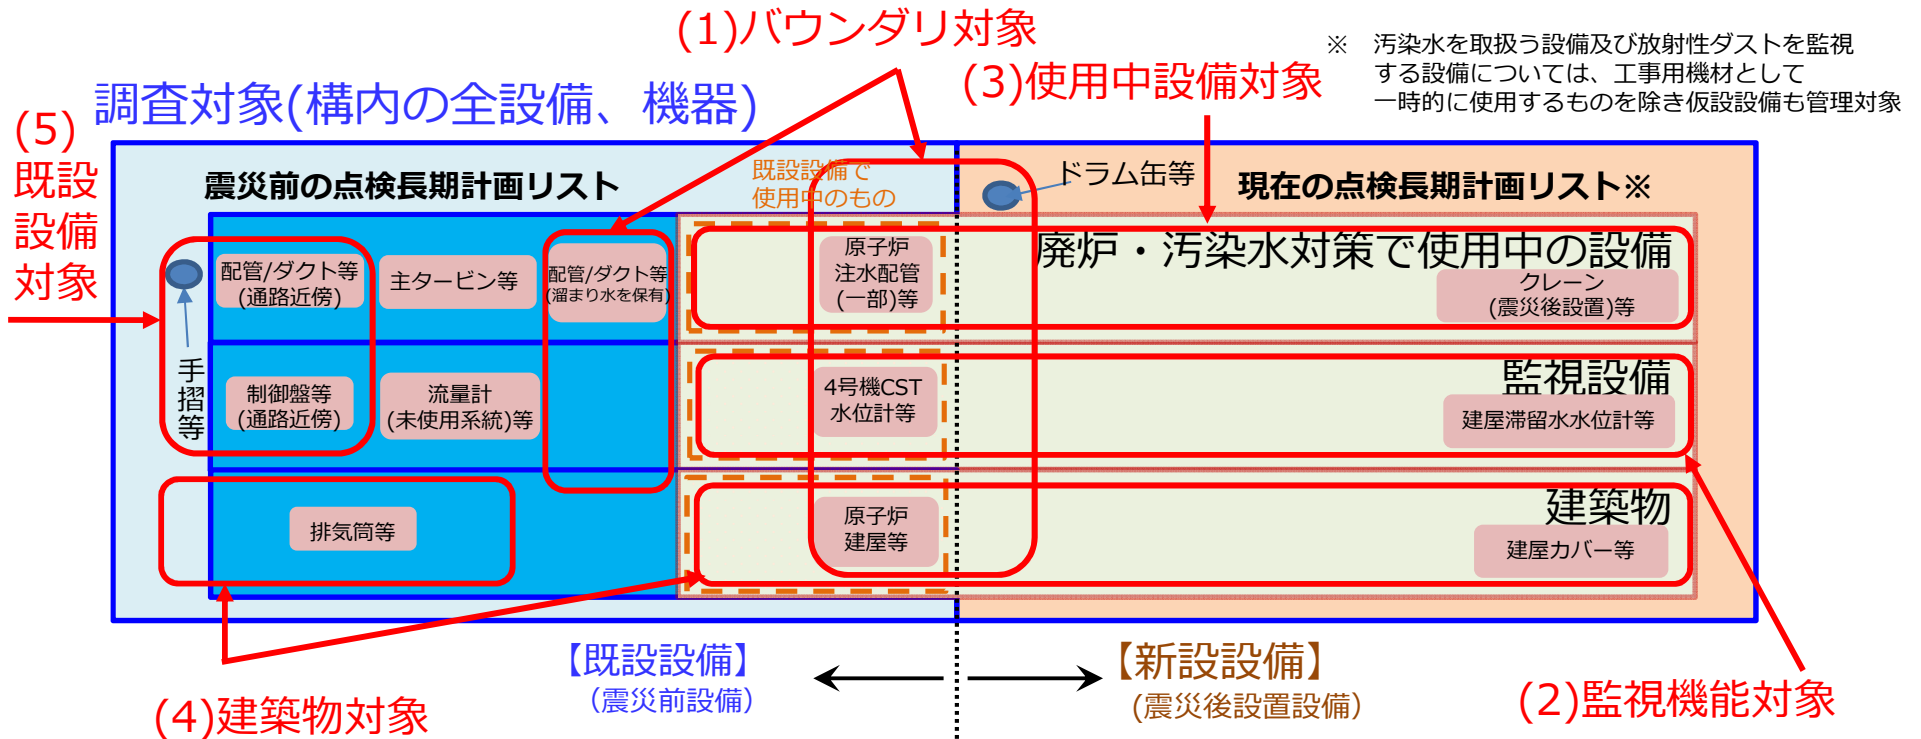 (1)バウンダリ対象
※　汚染水を取扱う設備及び放射性ダストを監視
する設備については、工事用機材として
一時的に使用するものを除き仮設設備も管理対象
(3)使用中設備対象
調査対象(構内の全設備、機器)
(5)
既設
設備
対象
震災前の点検長期計画リスト
既設設備で
使用中のもの
ドラム缶等
現在の点検長期計画リスト※
廃炉・汚染水対策で使用中の設備
配管/ダクト等
(通路近傍)
主タービン等
配管/ダクト等
(溜まり水を保有)
原子炉
注水配管
(一部)等
クレーン
(震災後設置)等
手摺等
監視設備
制御盤等
(通路近傍)
流量計
(未使用系統)等
4号機CST
水位計等
建屋滞留水水位計等
建築物
排気筒等
原子炉
建屋等
建屋カバー等
【既設設備】
（震災前設備）
【新設設備】
(震災後設置設備）
(4)建築物対象
(2)監視機能対象